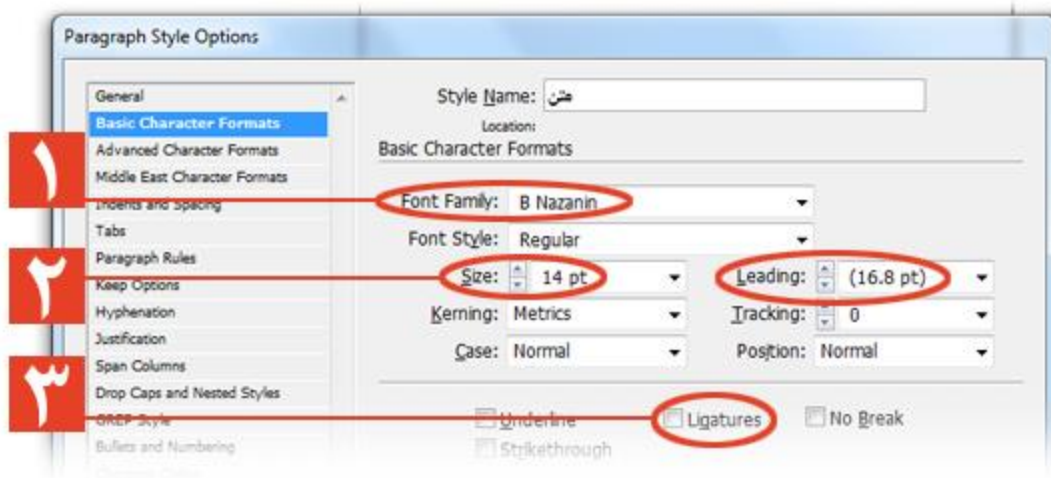 Paragraph Style Options
General
Basic Character Formats
Advanced Character Formats
Middle East Character Formats
Indents and Spacing
Tabs
Paragraph Rules
Keep Options
Hyphenation
Justification
Span Columns
Drop Caps and Nested Styles
GREP Style
Bullets and Numbering
۱
۲
۳
Style Name: متن
Location:
Basic Character Formats
Font Family: B Nazanin
Font Style: Regular
Size: 14 pt Leading: (16.8 pt)
Kerning: Metrics Tracking: 0
Case: Normal Position: Normal
Underline Ligatures No Break
Strikethrough